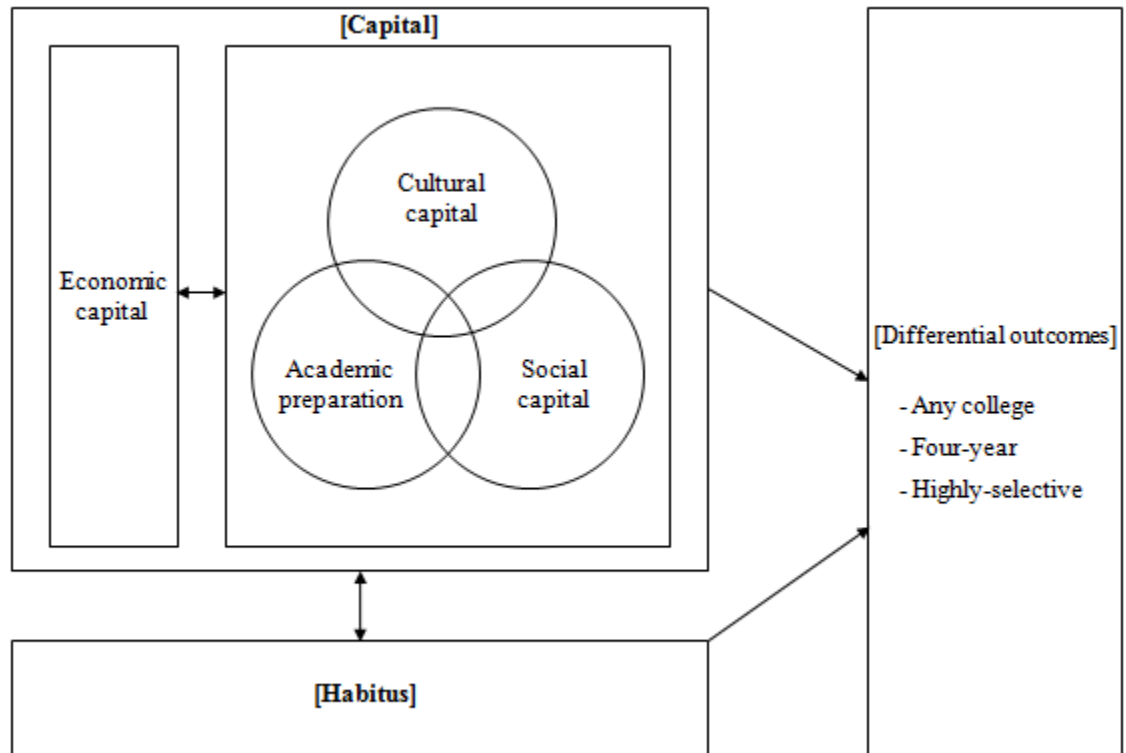 [Capital]
Cultural
capital
Economic
capital
Academic
preparation
Social
capital
[Differential outcomes]
- Any college
- Four-year
- Highly-selective
[Habitus]